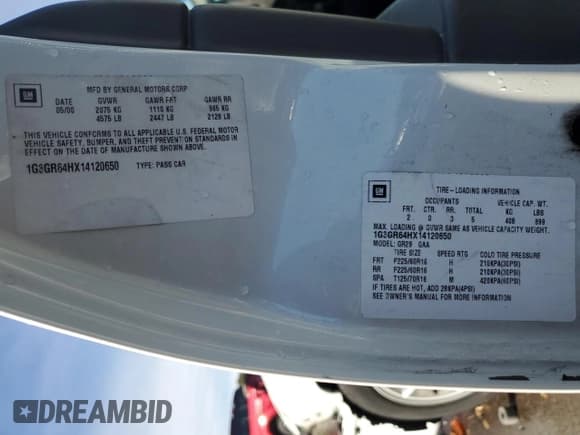 GM
MFD BY GENERAL MOTORS CORP
DATE GVWR GAWR FRT GAWR RR
05/00 2075 KG 1110 KG 965 KG
4575 LB 2447 LB 2128 LB
THIS VEHICLE CONFORMS TO ALL APPLICABLE U.S. FEDERAL MOTOR
VEHICLE SAFETY, BUMPER, AND THEFT PREVENTION STANDARDS IN
EFFECT ON THE DATE OF MANUFACTURE SHOWN ABOVE.
1G3GR64HX14120650 TYPE: PASS CAR
GM
TIRE-LOADING INFORMATION
OCCUPANTS VEHICLE CAP. WT.
FRT. CTR. RR. TOTAL KG LBS
2 0 3 5 408 899
MAX. LOADING @ GVWR SAME AS VEHICLE CAPACITY WEIGHT.
1G3GR64HX14120650
MODEL: GR29 GAA
TIRE SIZE SPEED RTG COLD TIRE PRESSURE
FRT P225/60R16 H 210KPA(30PSI)
RR P225/60R16 H 210KPA(30PSI)
SPA T125/70R16 M 420KPA(60PSI)
IF TIRES ARE HOT, ADD 28KPA(4PSI)
SEE OWNER'S MANUAL FOR MORE INFORMATION
DREAMBID